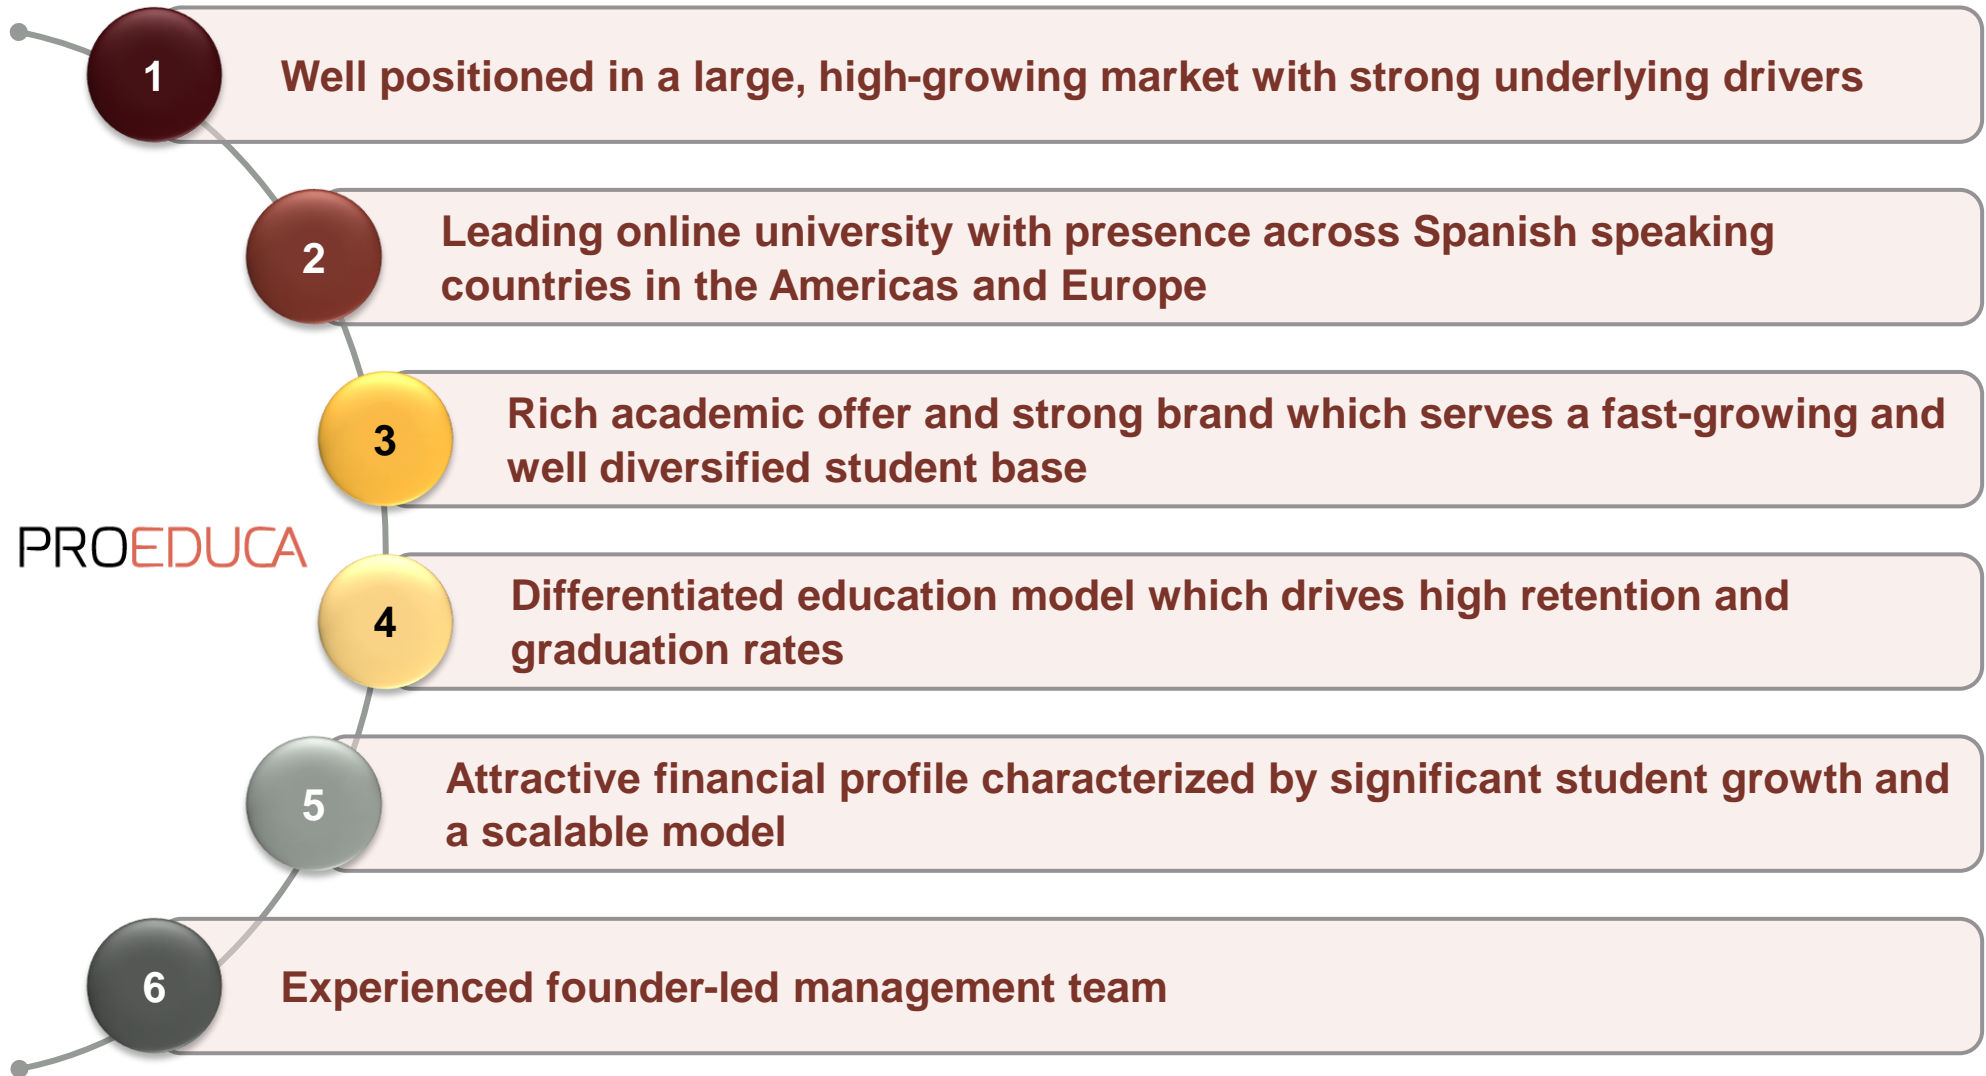 1
Well positioned in a large, high-growing market with strong underlying drivers
2
Leading online university with presence across Spanish speaking
countries in the Americas and Europe
3
Rich academic offer and strong brand which serves a fast-growing and
well diversified student base
PROEDUCA
4
Differentiated education model which drives high retention and
graduation rates
5
Attractive financial profile characterized by significant student growth and
a scalable model
6
Experienced founder-led management team